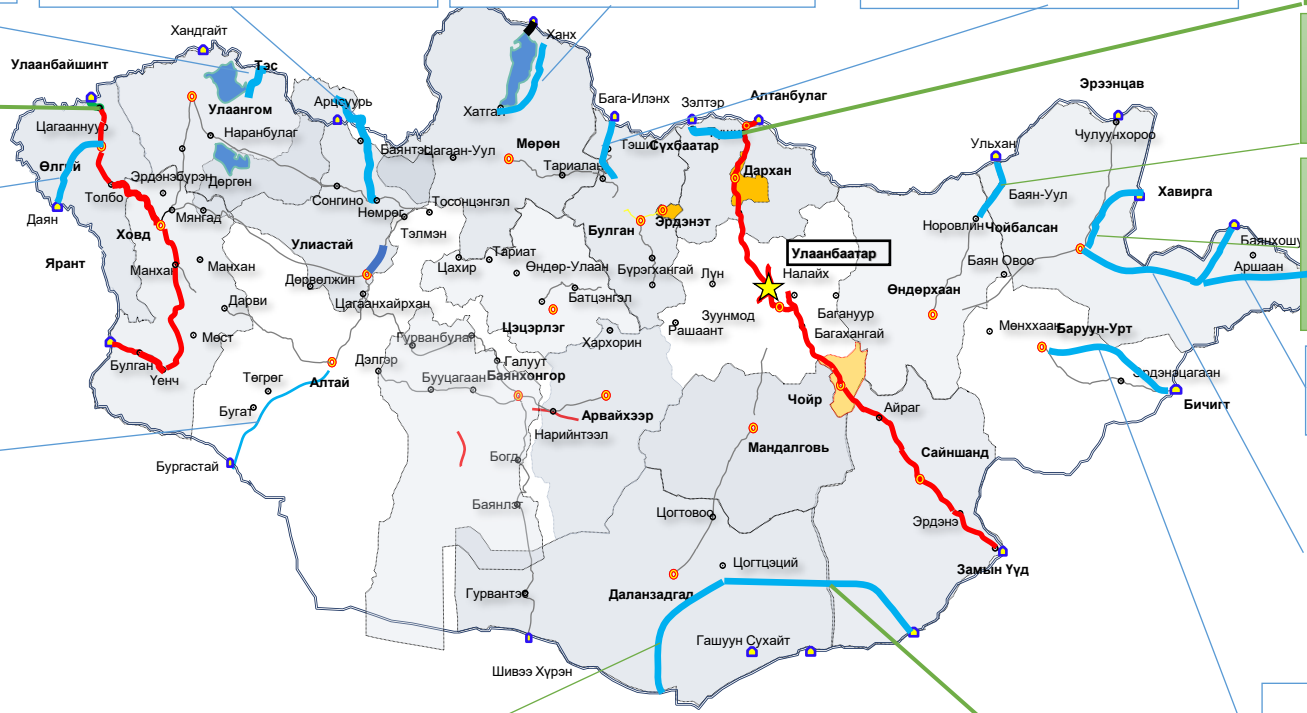 Хандгайт
Ханх
Улаанбайшинт
Тэс
Эрээнцав
Цагааннуур
Улаангом
Арцсуурь
Хатгал
Бага-Илэнх
Зэлтэр
Алтанбулаг
Чулуунхороо
Наранбулаг
Баянтэс
Цагаан-Уул
Мөрөн
Тэшиг
Сүхбаатар
Ульхан
Өлгий
Эрдэнэбүрэн
Дөргөн
Тариалан
Дархан
Баян-Уул
Хавирга
Даян
Толбо
Мянгад
Сонгино
Нөмрөг
Тосонцэнгэл
Тэлмэн
Булган
Эрдэнэт
Норовлин
Чойбалсан
Ховд
Улиастай
Улаанбаатар
Баянхошуу
Ярант
Манхан
Манхан
Дөрвөлжин
Цахир
Тариат
Өндөр-Улаан
Бүрэгхангай
Лүн
Налайх
Баян Овоо
Аршаан
Дарви
Цагаанхайрхан
Батцэнгэл
Зуунмод
Багануур
Өндөрхаан
Мөст
Гурванбулаг
Цэцэрлэг
Хархорин
Рашаант
Багахангай
Мөнххаан
Баруун-Урт
Булган
Үенч
Дэлгэр
Галуут
Төгрөг
Алтай
Бууцагаан
Баянхонгор
Эрдэнэцагаан
Бугат
Арвайхээр
Чойр
Айраг
Бичигт
Нарийнтээл
Бургастай
Богд
Мандалговь
Сайншанд
Баянлэг
Цогтовоо
Эрдэнэ
Цогтцэций
Замын Үүд
Гурвантэс
Даланзадгад
Гашуун Сухайт
Шивээ Хүрэн